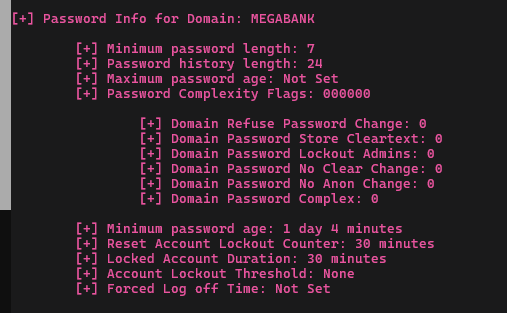 [+] Password Info for Domain: MEGABANK
[+] Minimum password length: 7
[+] Password history length: 24
[+] Maximum password age: Not Set
[+] Password Complexity Flags: 000000
[+] Domain Refuse Password Change: 0
[+] Domain Password Store Cleartext: 0
[+] Domain Password Lockout Admins: 0
[+] Domain Password No Clear Change: 0
[+] Domain Password No Anon Change: 0
[+] Domain Password Complex: 0
[+] Minimum password age: 1 day 4 minutes
[+] Reset Account Lockout Counter: 30 minutes
[+] Locked Account Duration: 30 minutes
[+] Account Lockout Threshold: None
[+] Forced Log off Time: Not Set